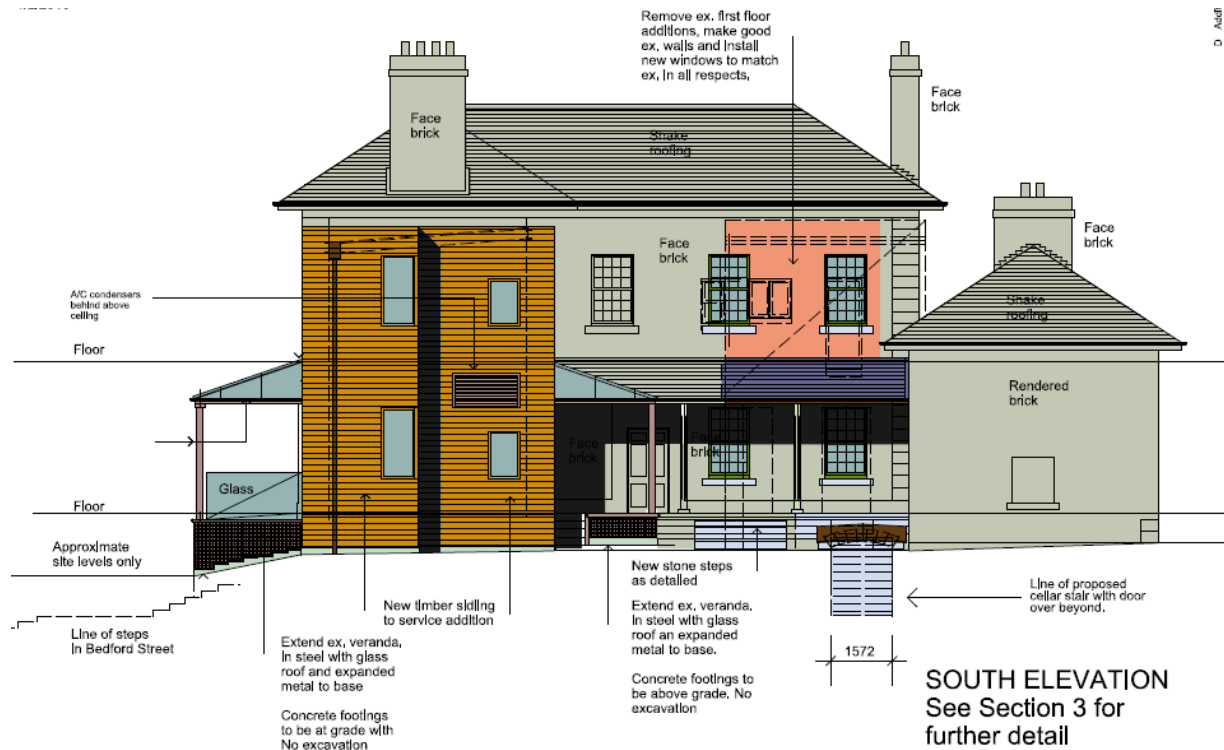 Remove ex. first floor
additions, make good
ex, walls and Install
new windows to match
ex, In all respects,
D Addi
Face
brick
Face
brick
Shake
roofing
Face
brick
Face
brick
A/C condensers
behind above
ceiling
Shake
roofing
Floor
Rendered
brick
Face
brick
Face
brick
Glass
Floor
Approximate
site levels only
New stone steps
as detailed
Line of proposed
cellar stair with door
over beyond.
New timber siding
to service addition
Line of steps
In Bedford Street
Extend ex, veranda,
In steel with glass
roof and expanded
metal to base
Concrete footings
to be at grade with
No excavation
Extend ex, veranda,
In steel with glass
roof an expanded
metal to base.
Concrete footings to
be above grade, No
excavation
1572
SOUTH ELEVATION
See Section 3 for
further detail